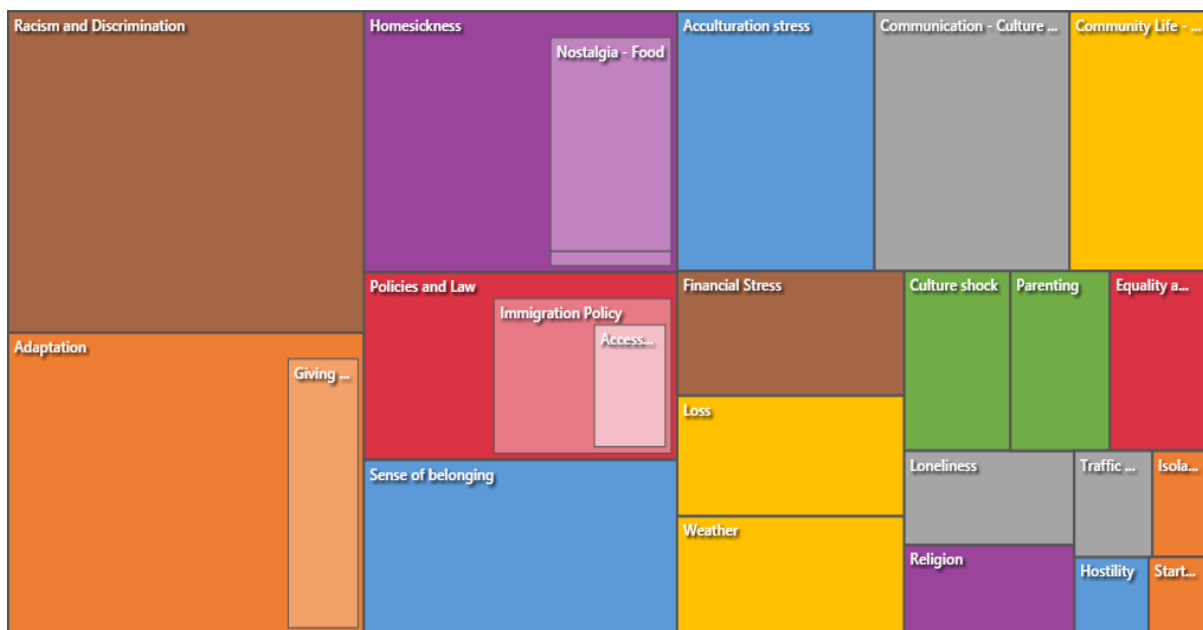 Racism and Discrimination
Homesickness
Nostalgia - Food
Acculturation stress
Communication - Culture ...
Community Life - ...
Policies and Law
Immigration Policy
Access...
Financial Stress
Culture shock
Parenting
Equality a...
Adaptation
Giving ...
Loss
Sense of belonging
Loneliness
Traffic ...
Isola...
Weather
Religion
Hostility
Start...